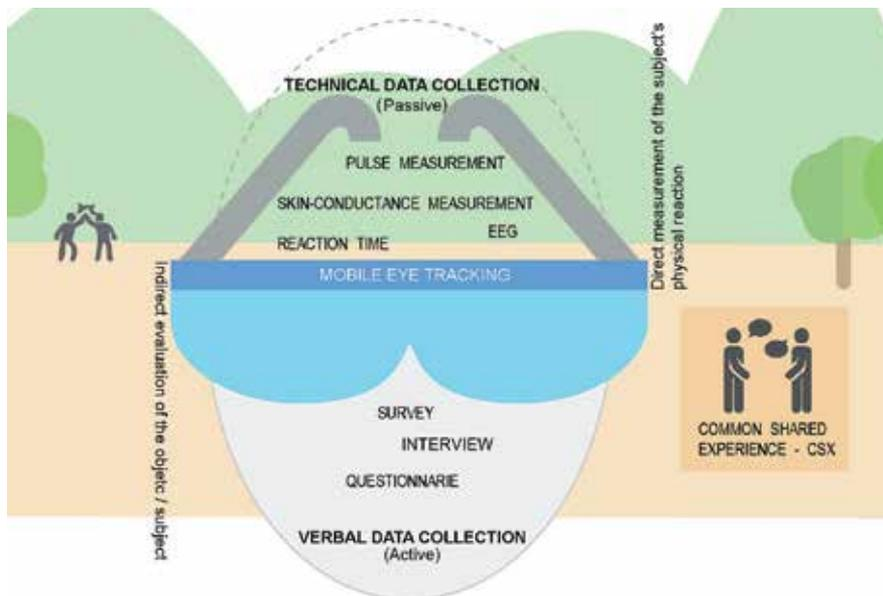 TECHNICAL DATA COLLECTION
(Passive)
PULSE MEASUREMENT
SKIN-CONDUCTANCE MEASUREMENT
EEG
REACTION TIME
MOBILE EYE TRACKING
Direct measurement of the subject's
physical reaction
Indirect evaluation of the objetc / subject
SURVEY
INTERVIEW
QUESTIONNARIE
VERBAL DATA COLLECTION
(Active)
COMMON SHARED
EXPERIENCE - CSX